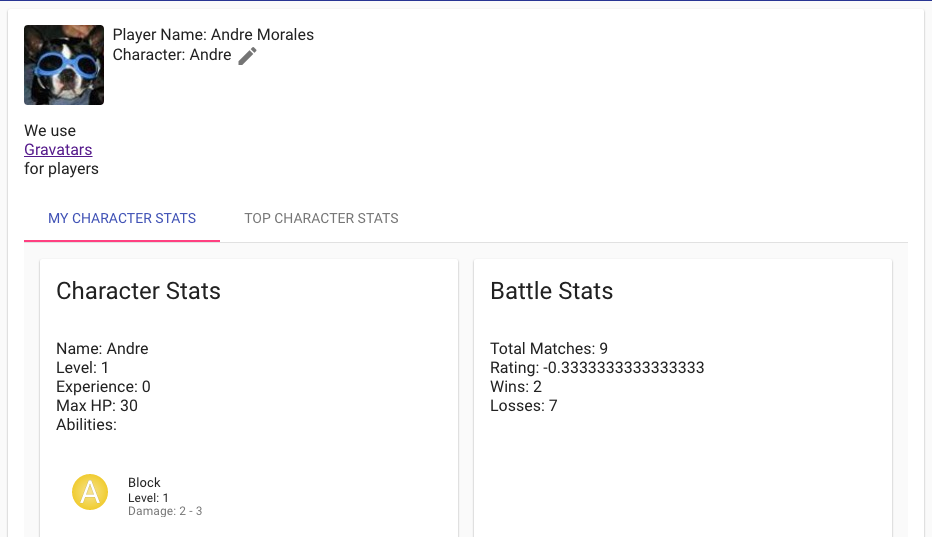 Player Name: Andre Morales
Character: Andre
We use
Gravatars
for players
MY CHARACTER STATS
TOP CHARACTER STATS
Character Stats
Name: Andre
Level: 1
Experience: 0
Max HP: 30
Abilities:
A
Block
Level: 1
Damage: 2 - 3
Battle Stats
Total Matches: 9
Rating: -0.3333333333333333
Wins: 2
Losses: 7